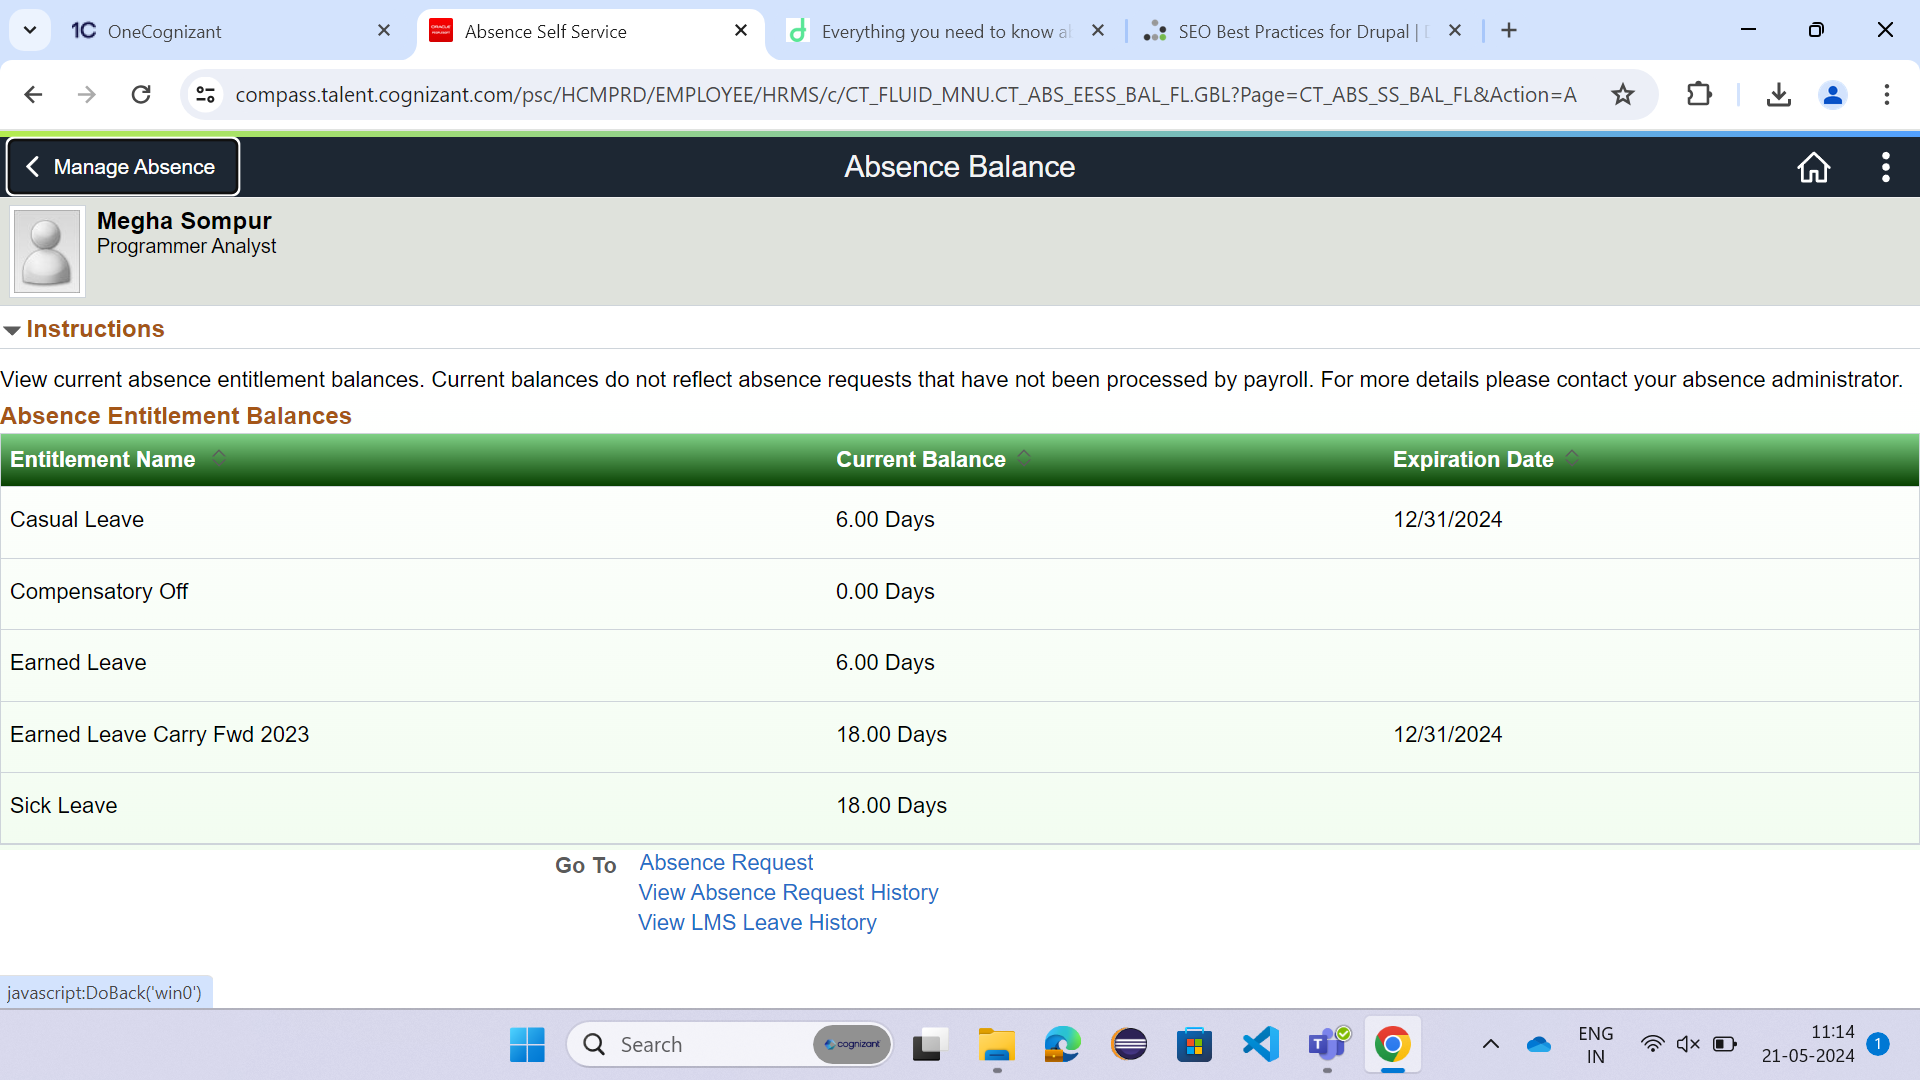 1C OneCognizant
Absence Self Service
Everything you need to know a
SEO Best Practices for Drupal |
compass.talent.cognizant.com/psc/HCMPRD/EMPLOYEE/HRMS/c/CT_FLUID_MNU.CT_ABS_EESS_BAL_FL.GBL?Page=CT_ABS_SS_BAL_FL&Action=A
Manage Absence
Absence Balance
Megha Sompur
Programmer Analyst
Instructions
View current absence entitlement balances. Current balances do not reflect absence requests that have not been processed by payroll. For more details please contact your absence administrator.
Absence Entitlement Balances
Entitlement Name Current Balance Expiration Date
Casual Leave 6.00 Days 12/31/2024
Compensatory Off 0.00 Days
Earned Leave 6.00 Days
Earned Leave Carry Fwd 2023 18.00 Days 12/31/2024
Sick Leave 18.00 Days
Go To Absence Request
View Absence Request History
View LMS Leave History
javascript:DoBack('win0')
Search
cognizant
T
ENG
IN
11:14
21-05-2024
1